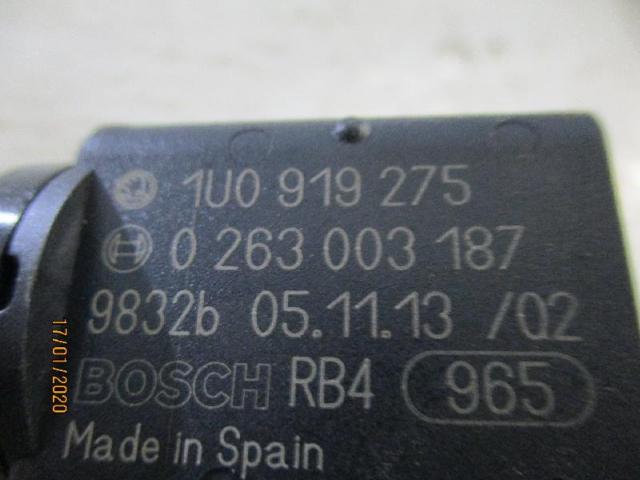 1U0 919 275
0 263 003 187
9832b 05.11.13 /Q2
BOSCH RB4 965
Made in Spain
17/01/2020